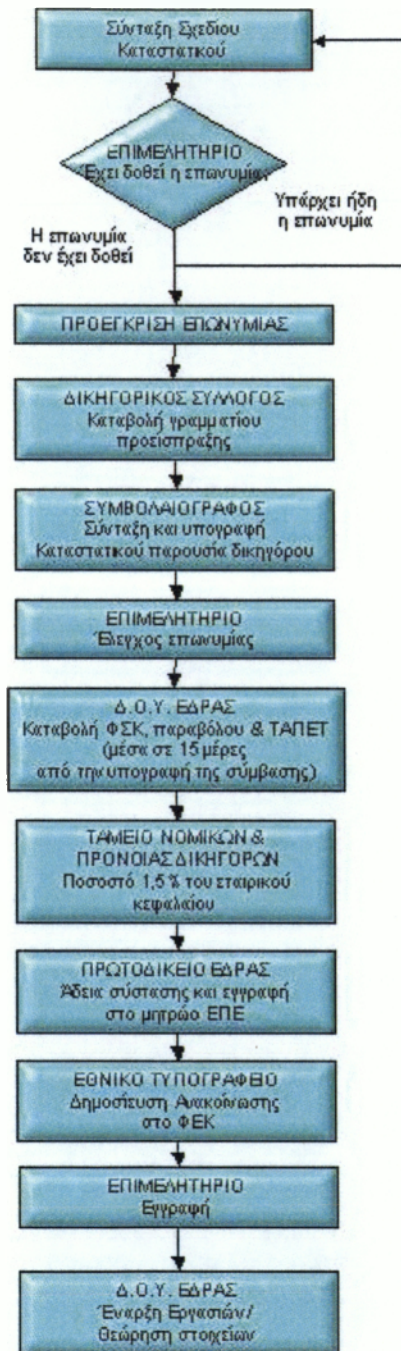 Σύνταξη Σχεδίου
Καταστατικού
ΕΠΙΜΕΛΗΤΗΡΙΟ
Έχει δοθεί η επωνυμία;
Υπάρχει ήδη
η επωνυμία
Η επωνυμία
δεν έχει δοθεί
ΠΡΟΕΓΚΡΙΣΗ ΕΠΩΝΥΜΙΑΣ
ΔΙΚΗΓΟΡΙΚΟΣ ΣΥΛΛΟΓΟΣ
Καταβολή γραμματίου
προείσπραξης
ΣΥΜΒΟΛΑΙΟΓΡΑΦΟΣ
Σύνταξη και υπογραφή
Καταστατικού παρουσία δικηγόρου
ΕΠΙΜΕΛΗΤΗΡΙΟ
Έλεγχος επωνυμίας
Δ.Ο.Υ. ΕΔΡΑΣ
Καταβολή ΦΣΚ, παραβόλου & ΤΑΠΕΤ
(μέσα σε 15 μέρες
από την υπογραφή της σύμβασης)
ΤΑΜΕΙΟ ΝΟΜΙΚΩΝ &
ΠΡΟΝΟΙΑΣ ΔΙΚΗΓΟΡΩΝ
Ποσοστό 1,5% του εταιρικού
κεφαλαίου
ΠΡΩΤΟΔΙΚΕΙΟ ΕΔΡΑΣ
Άδεια σύστασης και εγγραφή
στο μητρώο ΕΠΕ
ΕΘΝΙΚΟ ΤΥΠΟΓΡΑΦΕΙΟ
Δημοσίευση Ανακοίνωσης
στο ΦΕΚ
ΕΠΙΜΕΛΗΤΗΡΙΟ
Εγγραφή
Δ.Ο.Υ. ΕΔΡΑΣ
Έναρξη Εργασιών/
Θεώρηση στοιχείων